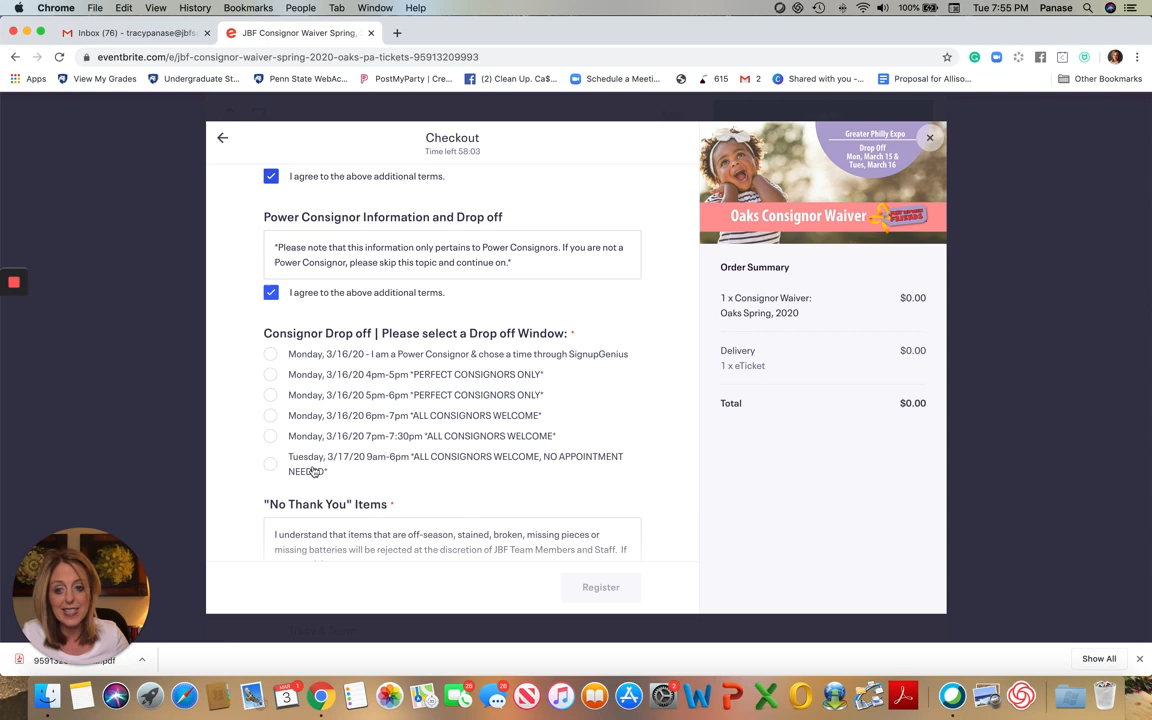 Chrome File Edit View History Bookmarks People Tab Window Help 100% Tue 7:55 PM Panase
Inbox (76) - tracypanase@jbfs JBF Consignor Waiver Spring,
eventbrite.com/e/jbf-consignor-waiver-spring-2020-oaks-pa-tickets-95913209993
Apps View My Grades Undergraduate St... Penn State WebAc... PostMyParty | Cre... (2) Clean Up. Ca$... Schedule a Meeti... 615 2 Shared with you -... Proposal for Alliso... Other Bookmarks
Checkout
Time left 58:03
I agree to the above additional terms.
Power Consignor Information and Drop off
*Please note that this information only pertains to Power Consignors. If you are not a
Power Consignor, please skip this topic and continue on.*
I agree to the above additional terms.
Consignor Drop off | Please select a Drop off Window: *
Monday, 3/16/20 - I am a Power Consignor & chose a time through SignupGenius
Monday, 3/16/20 4pm-5pm *PERFECT CONSIGNORS ONLY*
Monday, 3/16/20 5pm-6pm *PERFECT CONSIGNORS ONLY*
Monday, 3/16/20 6pm-7pm *ALL CONSIGNORS WELCOME*
Monday, 3/16/20 7pm-7:30pm *ALL CONSIGNORS WELCOME*
Tuesday, 3/17/20 9am-6pm *ALL CONSIGNORS WELCOME, NO APPOINTMENT
NEEDED*
"No Thank You" Items *
I understand that items that are off-season, stained, broken, missing pieces or
missing batteries will be rejected at the discretion of JBF Team Members and Staff. If
Register
Greater Philly Expo
Drop Off
Mon, March 15 &
Tues, March 16
Oaks Consignor Waiver
Order Summary
1 x Consignor Waiver: $0.00
Oaks Spring, 2020
Delivery $0.00
1 x eTicket
Total $0.00
Show All
MAR 1
3
26 26 2